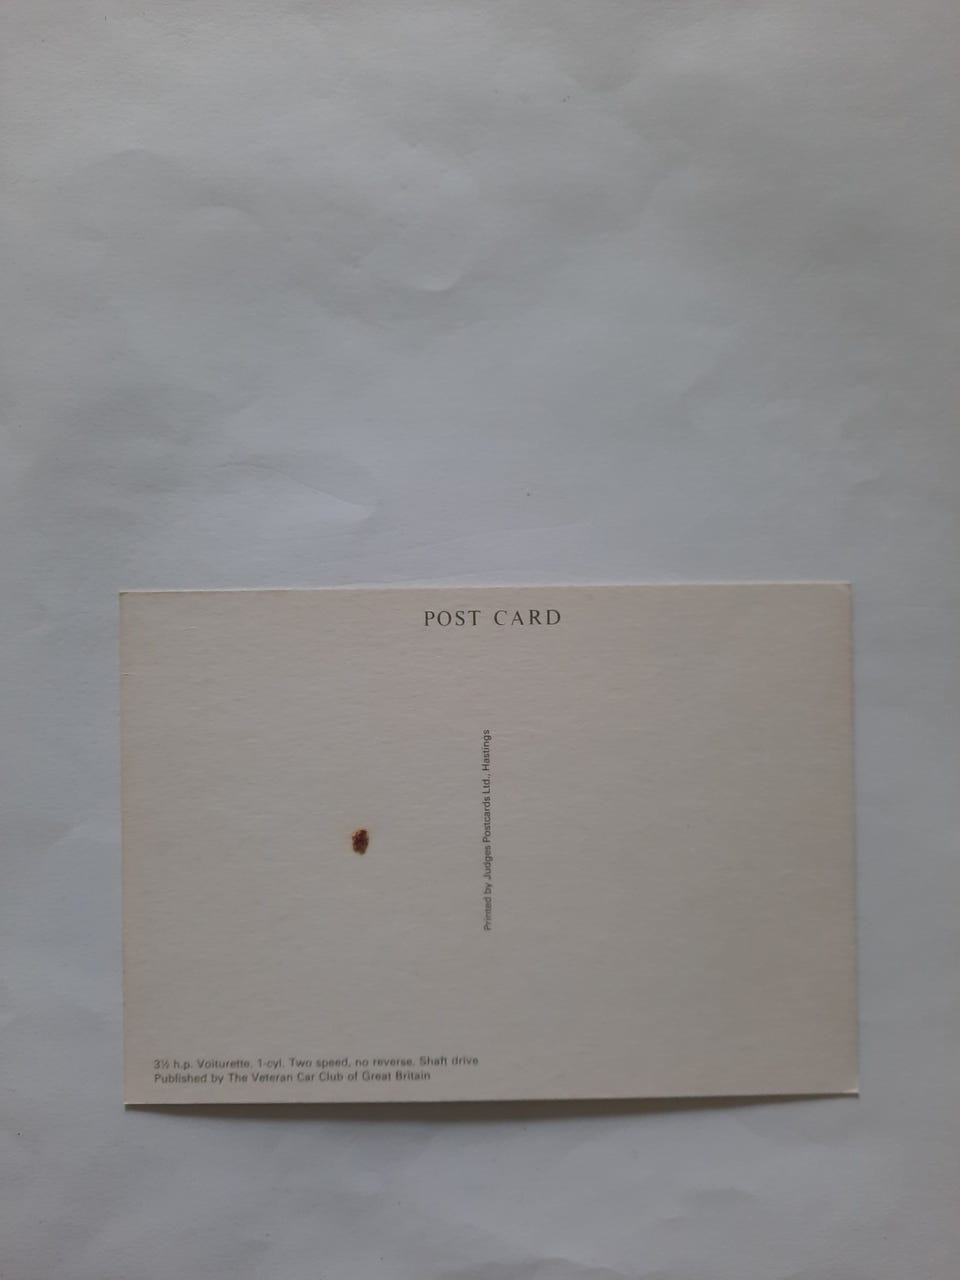 POST CARD
Printed by Judges Postcards Ltd., Hastings
3½ h.p. Voiturette. 1-cyl. Two speed, no reverse. Shaft drive
Published by The Veteran Car Club of Great Britain